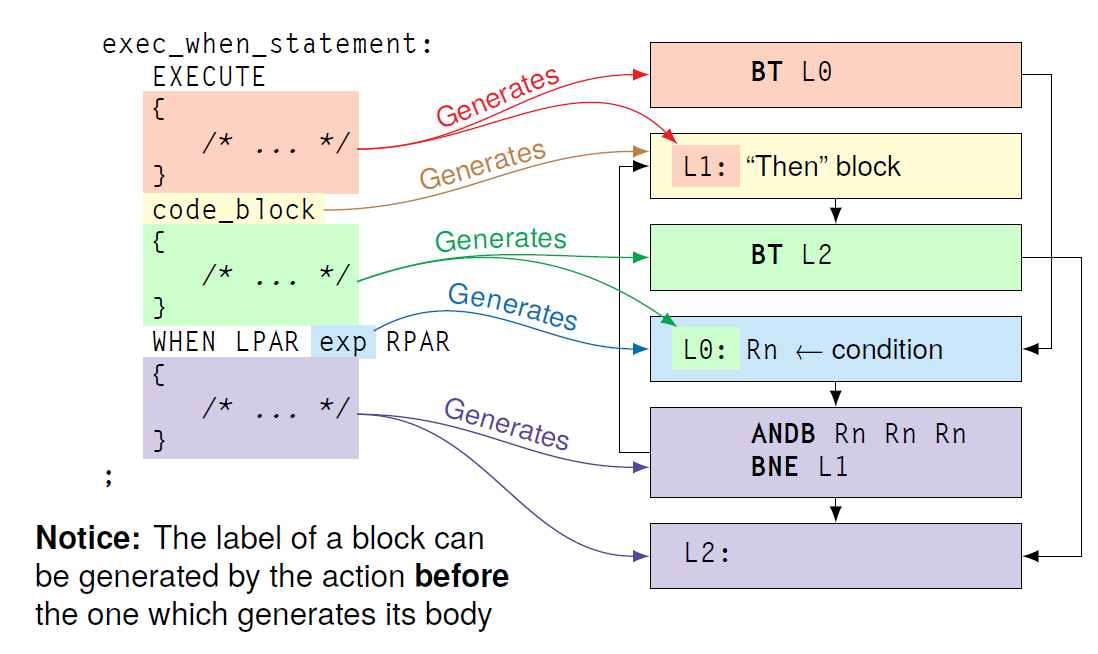 exec_when_statement:
EXECUTE
{
/* ... */
}
code_block
{
/* ... */
}
WHEN LPAR exp RPAR
{
/* ... */
}
;
Notice: The label of a block can
be generated by the action before
the one which generates its body
Generates
Generates
Generates
Generates
Generates
BT L0
L1: “Then” block
BT L2
L0: Rn ← condition
ANDB Rn Rn Rn
BNE L1
L2: